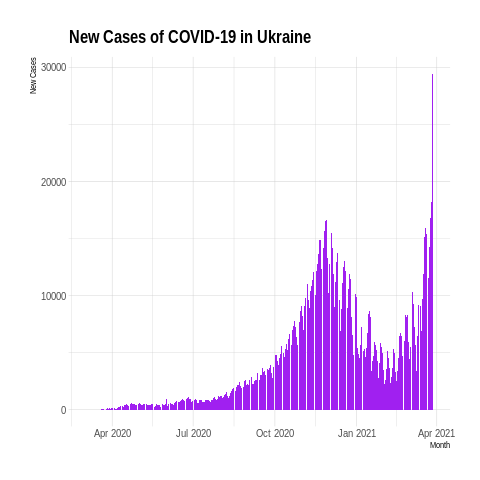 New Cases of COVID-19 in Ukraine
New Cases
30000
20000
10000
0
Apr 2020
Jul 2020
Oct 2020
Jan 2021
Apr 2021
Month